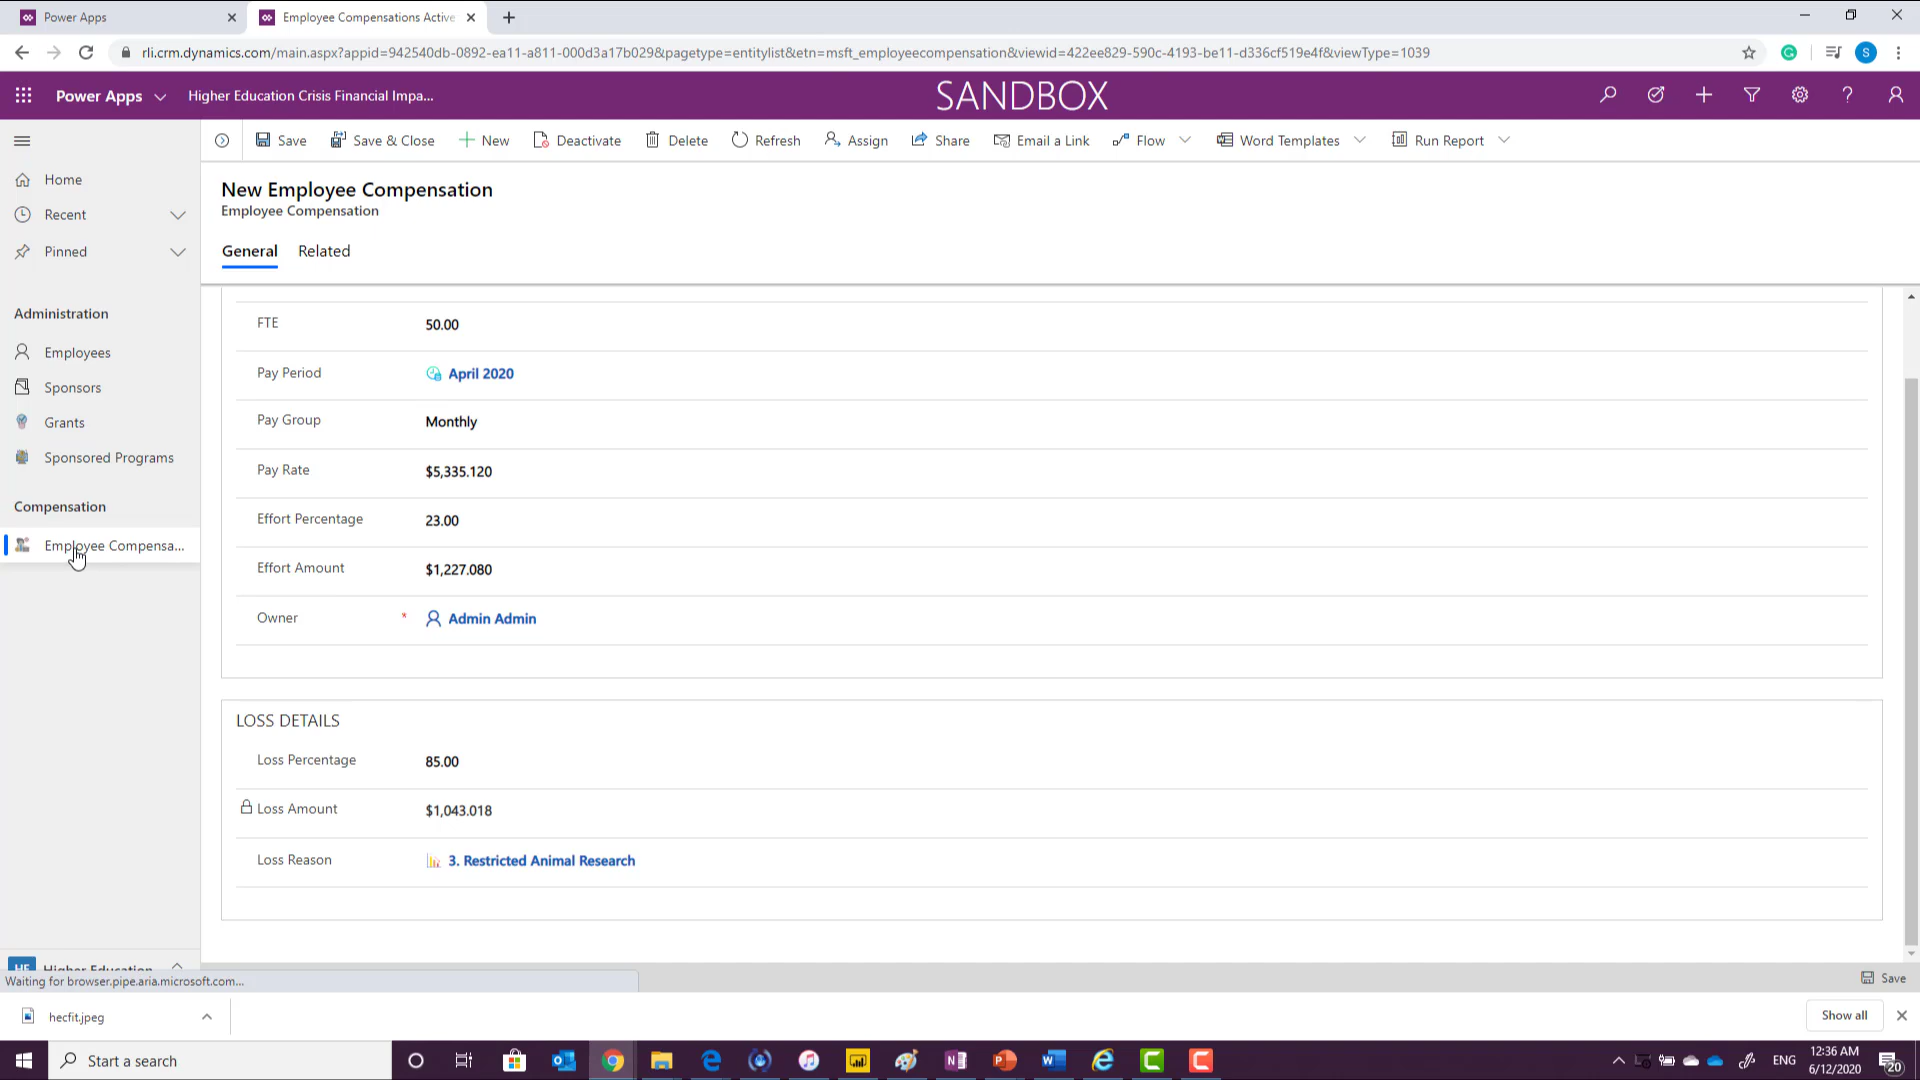 Power Apps
Employee Compensations Active
rli.crm.dynamics.com/main.aspx?appid=942540db-0892-ea11-a811-000d3a17b029&pagetype=entitylist&etn=msft_employeecompensation&viewid=422ee829-590c-4193-be11-d336cf519e4f&viewType=1039
S
Power Apps
Higher Education Crisis Financial Impa...
SANDBOX
Save
Save & Close
New
Deactivate
Delete
Refresh
Assign
Share
Email a Link
Flow
Word Templates
Run Report
Home
Recent
Pinned
Administration
Employees
Sponsors
Grants
Sponsored Programs
Compensation
Employee Compensa...
New Employee Compensation
Employee Compensation
General
Related
FTE 50.00
Pay Period April 2020
Pay Group Monthly
Pay Rate $5,335.120
Effort Percentage 23.00
Effort Amount $1,227.080
Owner * Admin Admin
LOSS DETAILS
Loss Percentage 85.00
Loss Amount $1,043.018
Loss Reason 3. Restricted Animal Research
HE Higher Education
Waiting for browser.pipe.aria.microsoft.com...
Save
hecfit.jpeg
Show all
Start a search
ENG
12:36 AM
6/12/2020
20